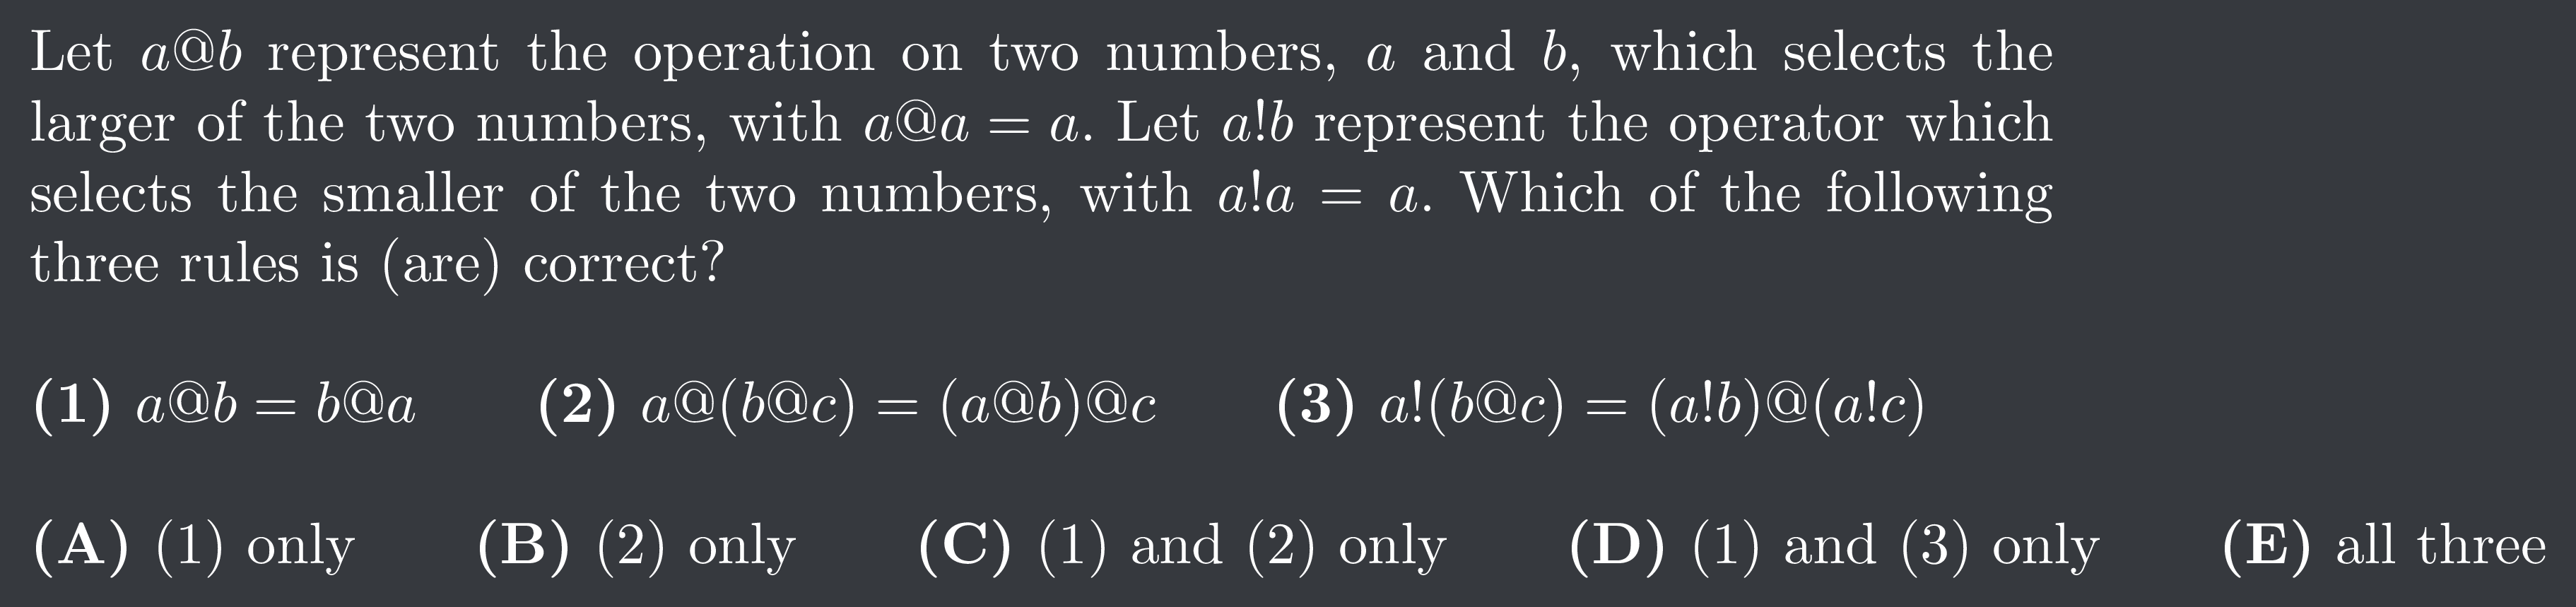 Let a@b represent the operation on two numbers, a and b, which selects the
larger of the two numbers, with a@a = a. Let a!b represent the operator which
selects the smaller of the two numbers, with a!a = a. Which of the following
three rules is (are) correct?
(1) a@b = b@a (2) a@(b@c) = (a@b)@c (3) a!(b@c) = (a!b)@(a!c)
(A) (1) only (B) (2) only (C) (1) and (2) only (D) (1) and (3) only (E) all three